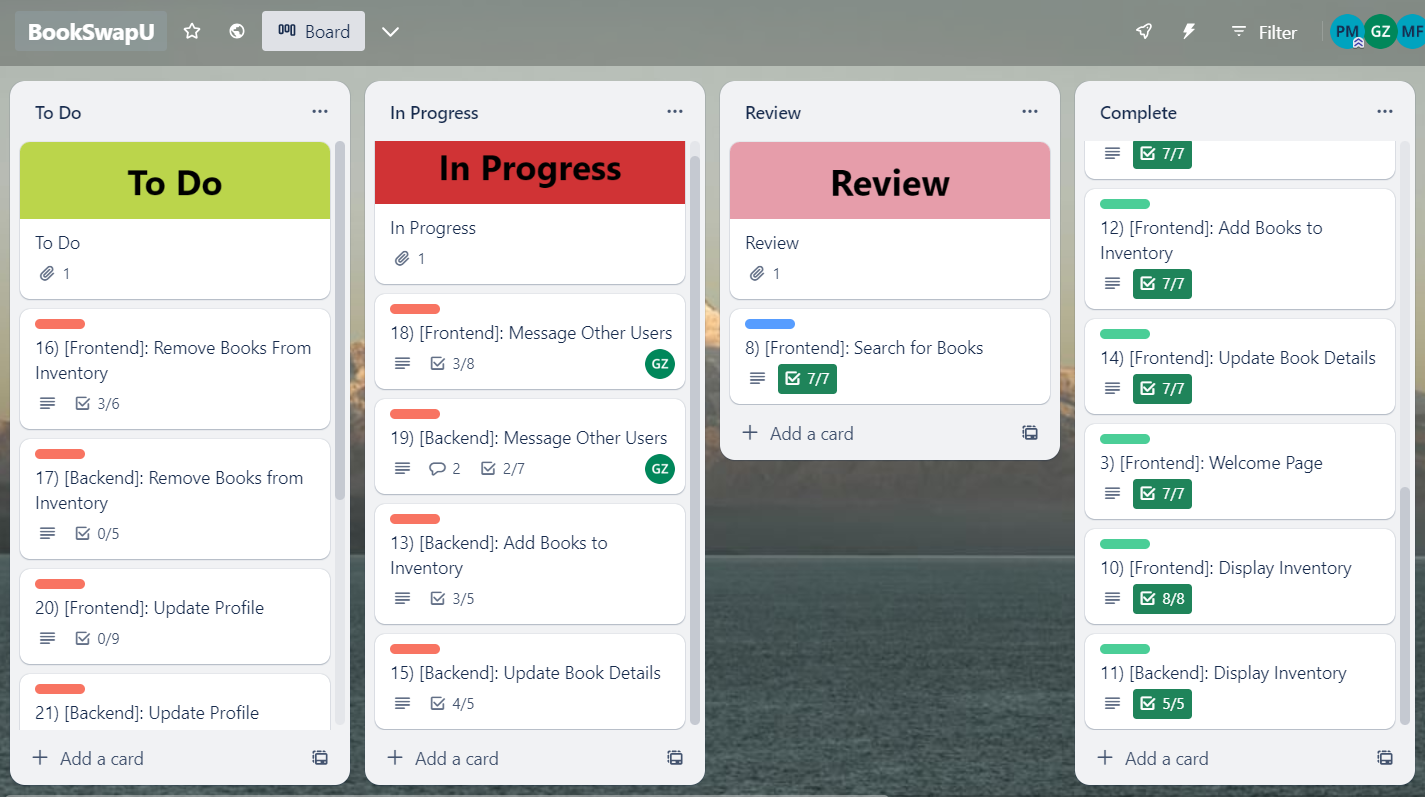 BookSwapU
Board
Filter
PM
GZ
MF
To Do
To Do
To Do
1
16) [Frontend]: Remove Books From
Inventory
3/6
17) [Backend]: Remove Books from
Inventory
0/5
20) [Frontend]: Update Profile
0/9
21) [Backend]: Update Profile
Add a card
In Progress
In Progress
In Progress
1
18) [Frontend]: Message Other Users
3/8
GZ
19) [Backend]: Message Other Users
2
2/7
GZ
13) [Backend]: Add Books to
Inventory
3/5
15) [Backend]: Update Book Details
4/5
Add a card
Review
Review
Review
1
8) [Frontend]: Search for Books
7/7
Add a card
Complete
7/7
12) [Frontend]: Add Books to
Inventory
7/7
14) [Frontend]: Update Book Details
7/7
3) [Frontend]: Welcome Page
7/7
10) [Frontend]: Display Inventory
8/8
11) [Backend]: Display Inventory
5/5
Add a card